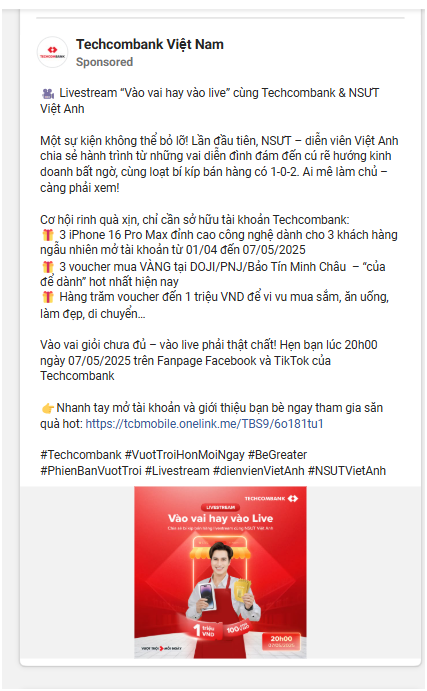 TECHCOMBANK
Techcombank Việt Nam
Sponsored
🎥 Livestream “Vào vai hay vào live” cùng Techcombank & NSƯT
Việt Anh
Một sự kiện không thể bỏ lỡ! Lần đầu tiên, NSƯT – diễn viên Việt Anh
chia sẻ hành trình từ những vai diễn đình đám đến cú rẽ hướng kinh
doanh bất ngờ, cùng loạt bí kíp bán hàng có 1-0-2. Ai mê làm chủ –
càng phải xem!
Cơ hội rinh quà xịn, chỉ cần sở hữu tài khoản Techcombank:
🎁 3 iPhone 16 Pro Max đỉnh cao công nghệ dành cho 3 khách hàng
ngẫu nhiên mở tài khoản từ 01/04 đến 07/05/2025
🎁 3 voucher mua VÀNG tại DOJI/PNJ/Bảo Tín Minh Châu – “của
để dành” hot nhất hiện nay
🎁 Hàng trăm voucher đến 1 triệu VND để vi vu mua sắm, ăn uống,
làm đẹp, di chuyển…
Vào vai giỏi chưa đủ – vào live phải thật chất! Hẹn bạn lúc 20h00
ngày 07/05/2025 trên Fanpage Facebook và TikTok của
Techcombank
👉Nhanh tay mở tài khoản và giới thiệu bạn bè ngay tham gia săn
quà hot: https://tcbmobile.onelink.me/TBS9/6o181tu1
#Techcombank #VuotTroiHonMoiNgay #BeGreater
#PhienBanVuotTroi #Livestream #dienvienVietAnh #NSUTVietAnh
TECHCOMBANK
LIVESTREAM
Vào vai hay vào Live
1 triệu
VND
20h00
07/05/2025
VƯỢT TRỘI MỖI NGÀY